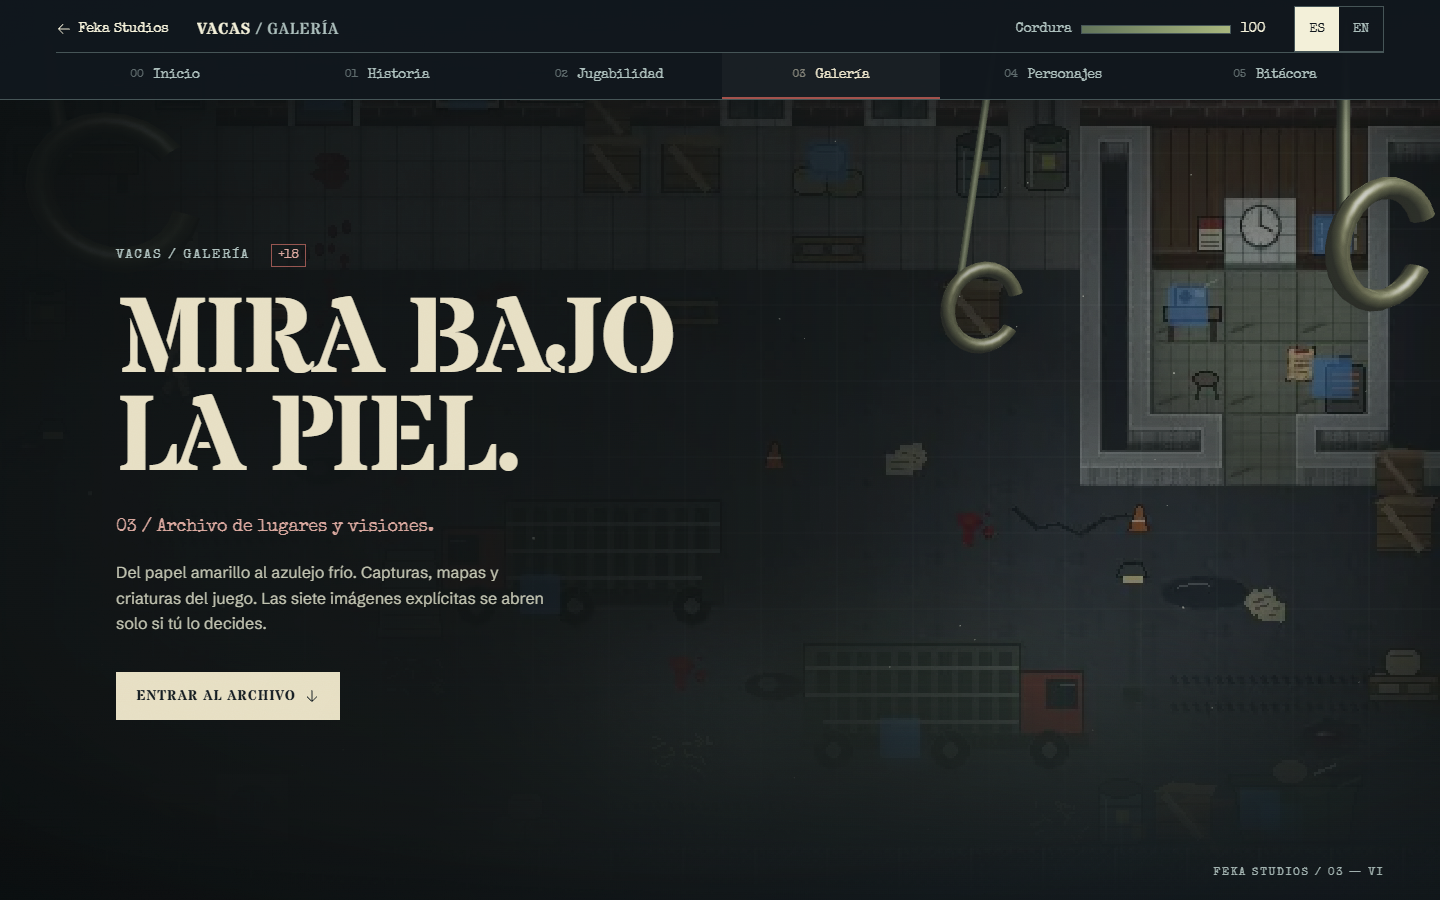 ← Feka Studios
VACAS / GALERÍA
Cordura 100
ES EN
00 Inicio
01 Historia
02 Jugabilidad
03 Galería
04 Personajes
05 Bitácora
VACAS / GALERÍA +18
MIRA BAJO
LA PIEL.
03 / Archivo de lugares y visiones.
Del papel amarillo al azulejo frío. Capturas, mapas y
criaturas del juego. Las siete imágenes explícitas se abren
solo si tú lo decides.
ENTRAR AL ARCHIVO ↓
FEKA STUDIOS / 03 — VI